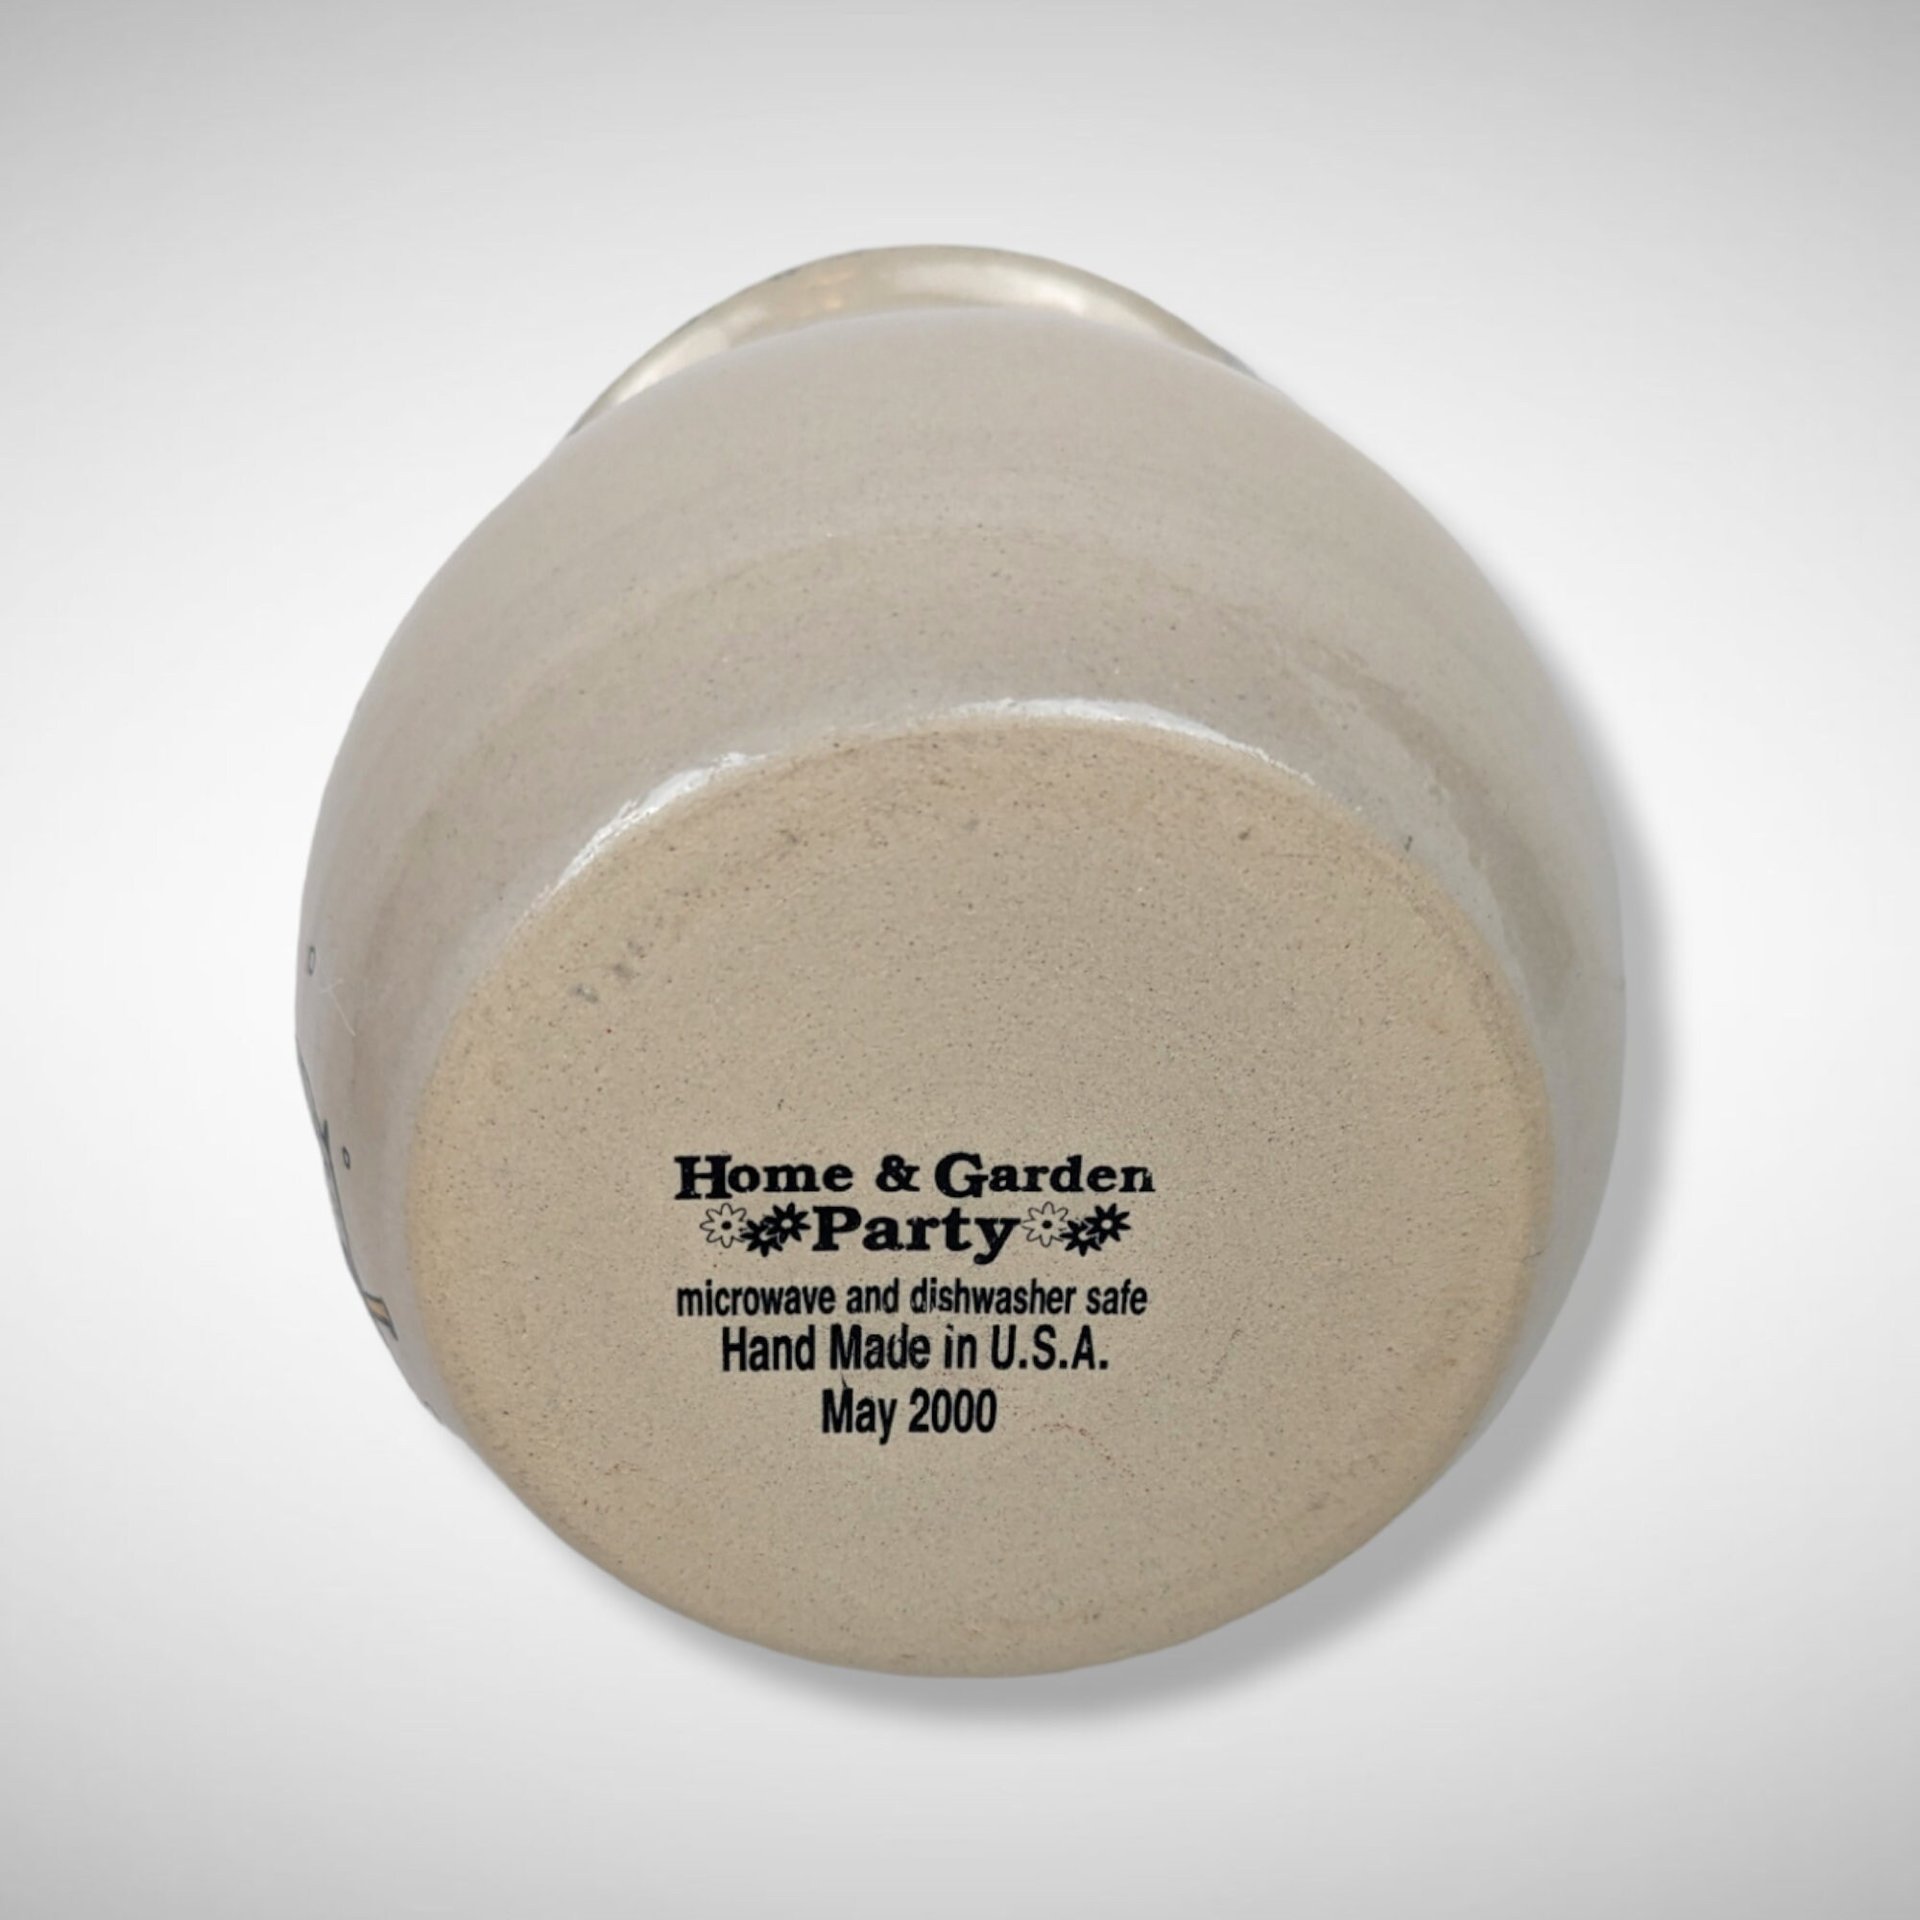 Home & Garden
Party
microwave and dishwasher safe
Hand Made in U.S.A.
May 2000